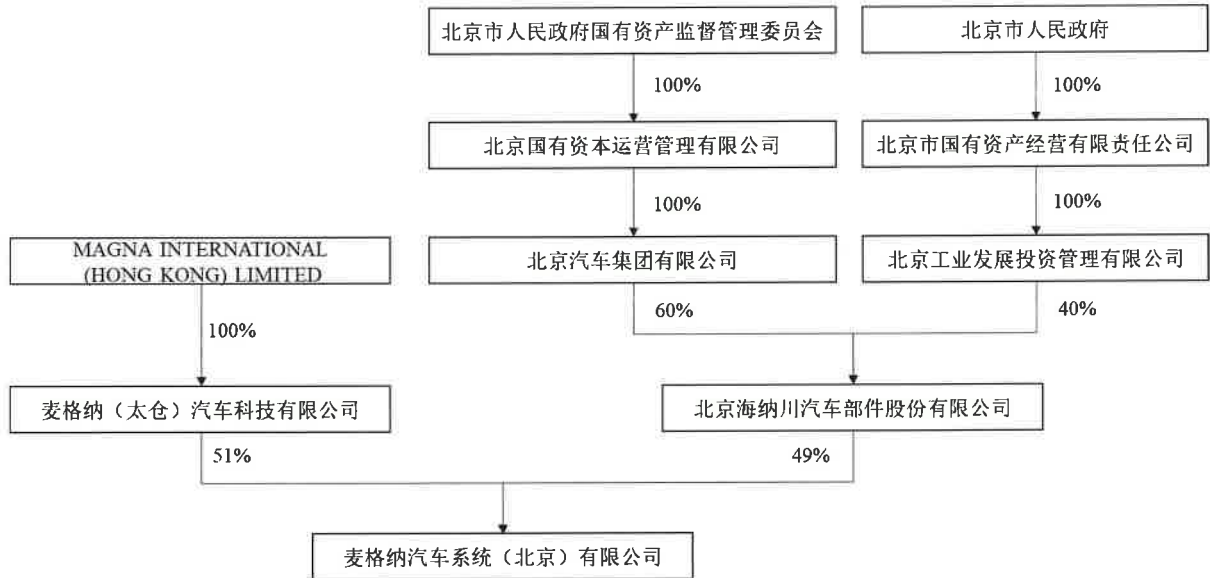 北京市人民政府国有资产监督管理委员会
北京市人民政府
100%
100%
北京国有资本运营管理有限公司
北京市国有资产经营有限责任公司
100%
100%
MAGNA INTERNATIONAL
(HONG KONG) LIMITED
北京汽车集团有限公司
北京工业发展投资管理有限公司
100%
60%
40%
麦格纳（太仓）汽车科技有限公司
北京海纳川汽车部件股份有限公司
51%
49%
麦格纳汽车系统（北京）有限公司